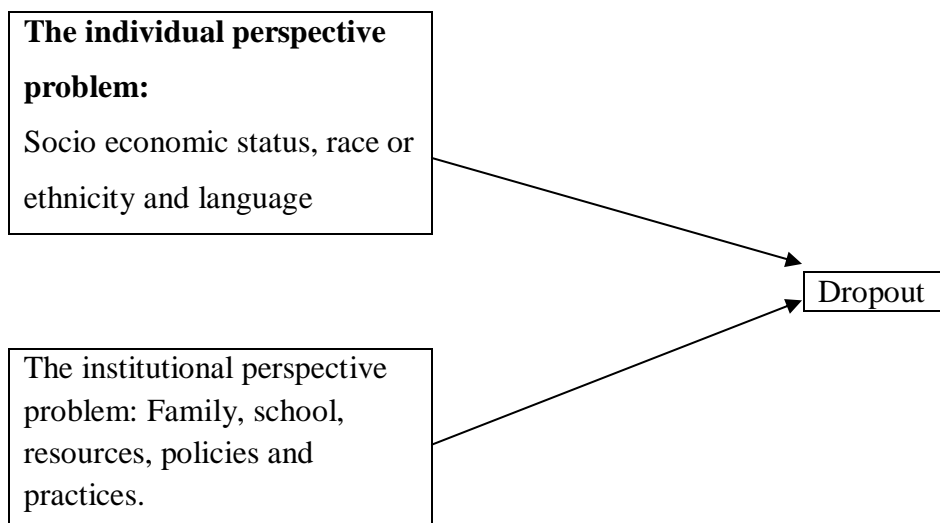 The individual perspective
problem:
Socio economic status, race or
ethnicity and language
Dropout
The institutional perspective
problem: Family, school,
resources, policies and
practices.